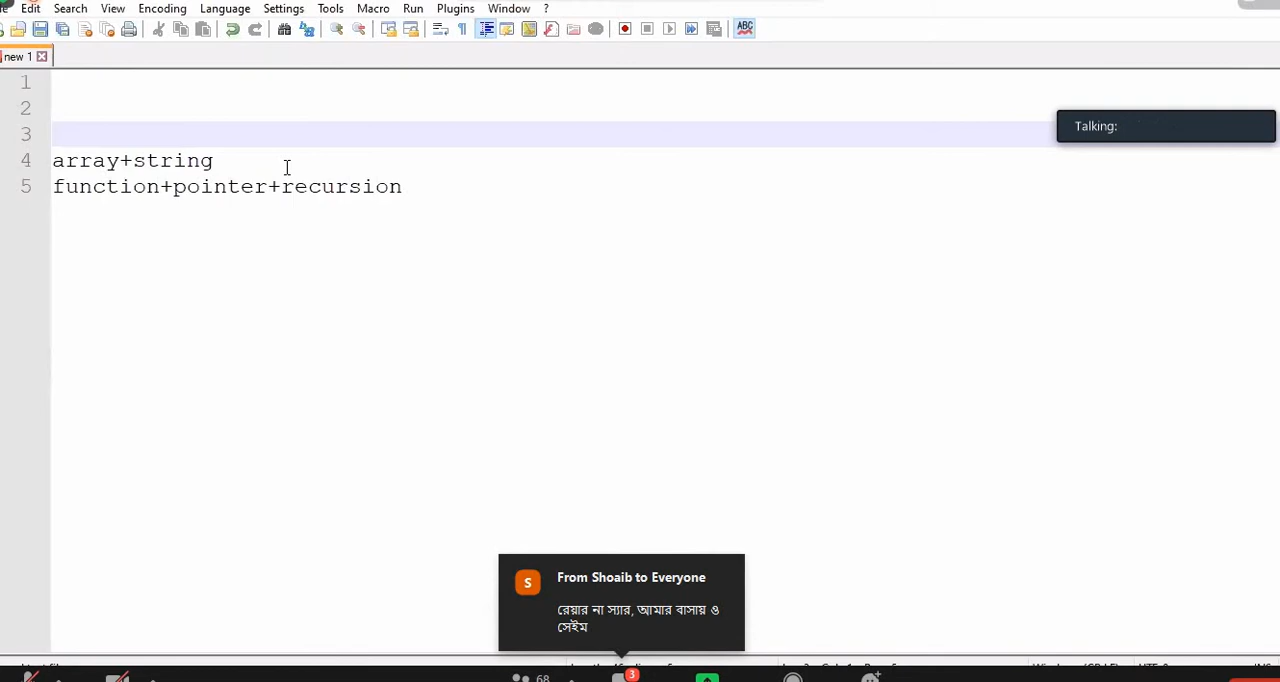 Edit Search View Encoding Language Settings Tools Macro Run Plugins Window ?
ABC
new 1
1
2
3
Talking:
4 array+string
5 function+pointer+recursion
S From Shoaib to Everyone
রেয়ার না স্যার, আমার বাসায় ও
সেইম
3
68